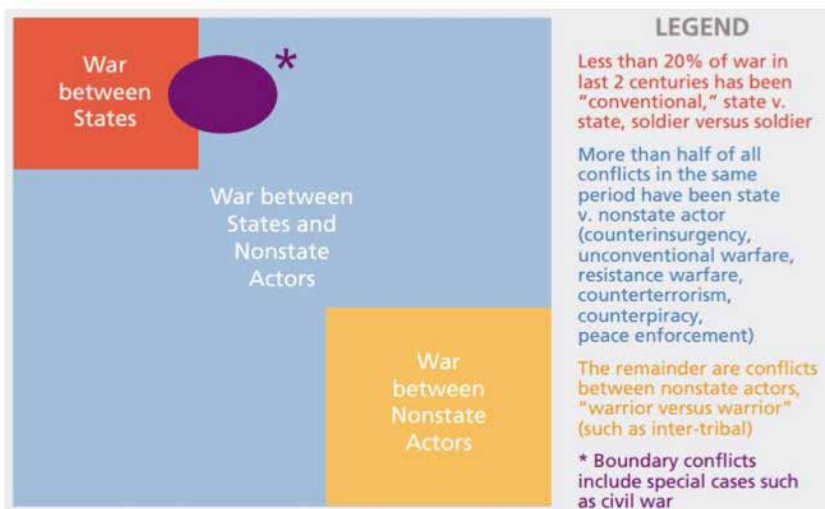 War
between
States
*
War between
States and
Nonstate
Actors
War
between
Nonstate
Actors
LEGEND
Less than 20% of war in
last 2 centuries has been
“conventional,” state v.
state, soldier versus soldier
More than half of all
conflicts in the same
period have been state
v. nonstate actor
(counterinsurgency,
unconventional warfare,
resistance warfare,
counterterrorism,
counterpiracy,
peace enforcement)
The remainder are conflicts
between nonstate actors,
“warrior versus warrior”
(such as inter-tribal)
* Boundary conflicts
include special cases such
as civil war